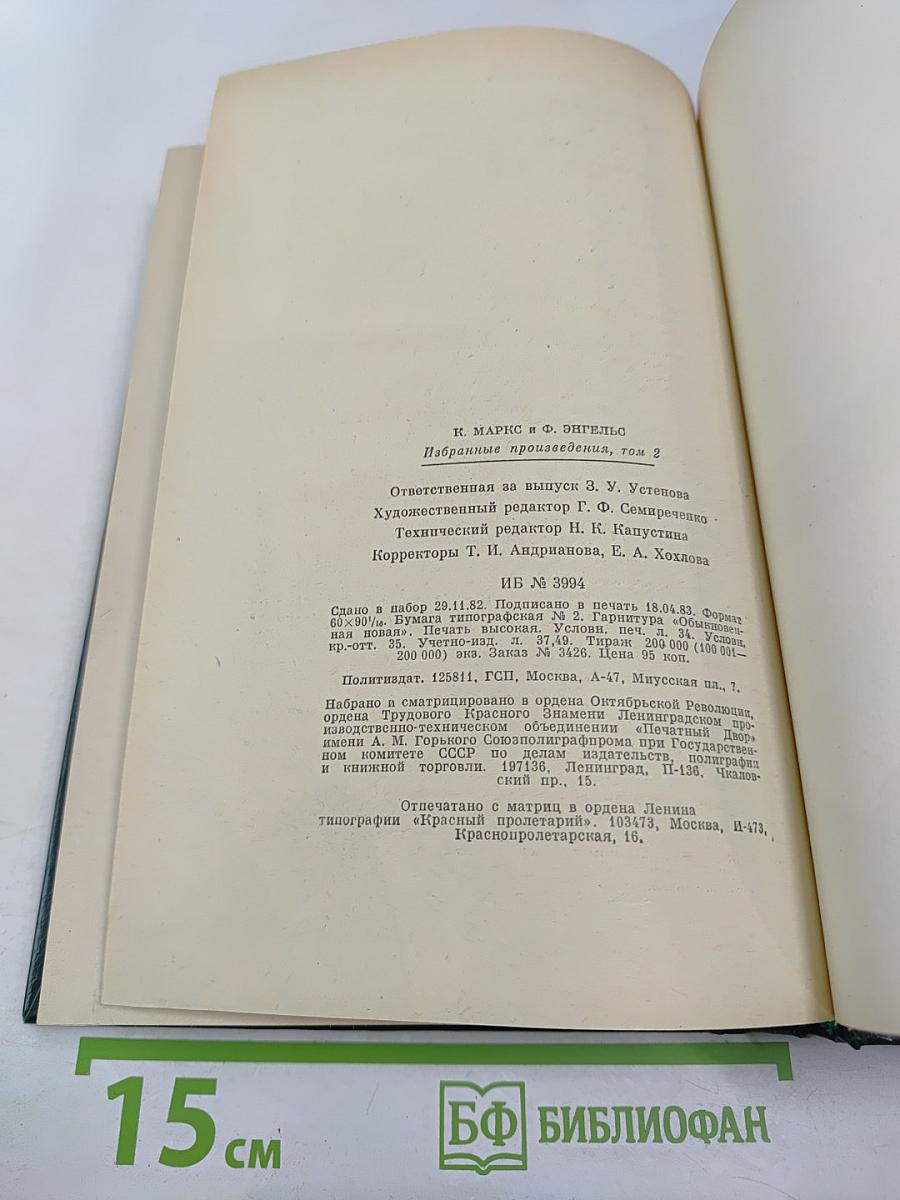 К. МАРКС и Ф. ЭНГЕЛЬС
Избранные произведения, том 2
Ответственная за выпуск З. У. Устенова
Художественный редактор Г. Ф. Семиреченко
Технический редактор Н. К. Капустина
Корректоры Т. И. Андрианова, Е. А. Хохлова
ИБ № 3994
Сдано в набор 29.11.82. Подписано в печать 18.04.83. Формат
60×90¹/₁₆. Бумага типографская № 2. Гарнитура «Обыкновен-
ная новая». Печать высокая. Условн. печ. л. 34. Условн.
кр.-отт. 35. Учетно-изд. л. 37,49. Тираж 200 000 (100 001—
200 000) экз. Заказ № 3426. Цена 95 коп.
Политиздат. 125811, ГСП, Москва, А-47, Миусская пл., 7.
Набрано и сматрицировано в ордена Октябрьской Революции,
ордена Трудового Красного Знамени Ленинградском про-
изводственно-техническом объединении «Печатный Двор»
имени А. М. Горького Союзполиграфпрома при Государствен-
ном комитете СССР по делам издательств, полиграфии
и книжной торговли. 197136, Ленинград, П-136, Чкалов-
ский пр., 15.
Отпечатано с матриц в ордена Ленина
типографии «Красный пролетарий». 103473, Москва, И-473,
Краснопролетарская, 16.
15 см
БФ БИБЛИОФАН